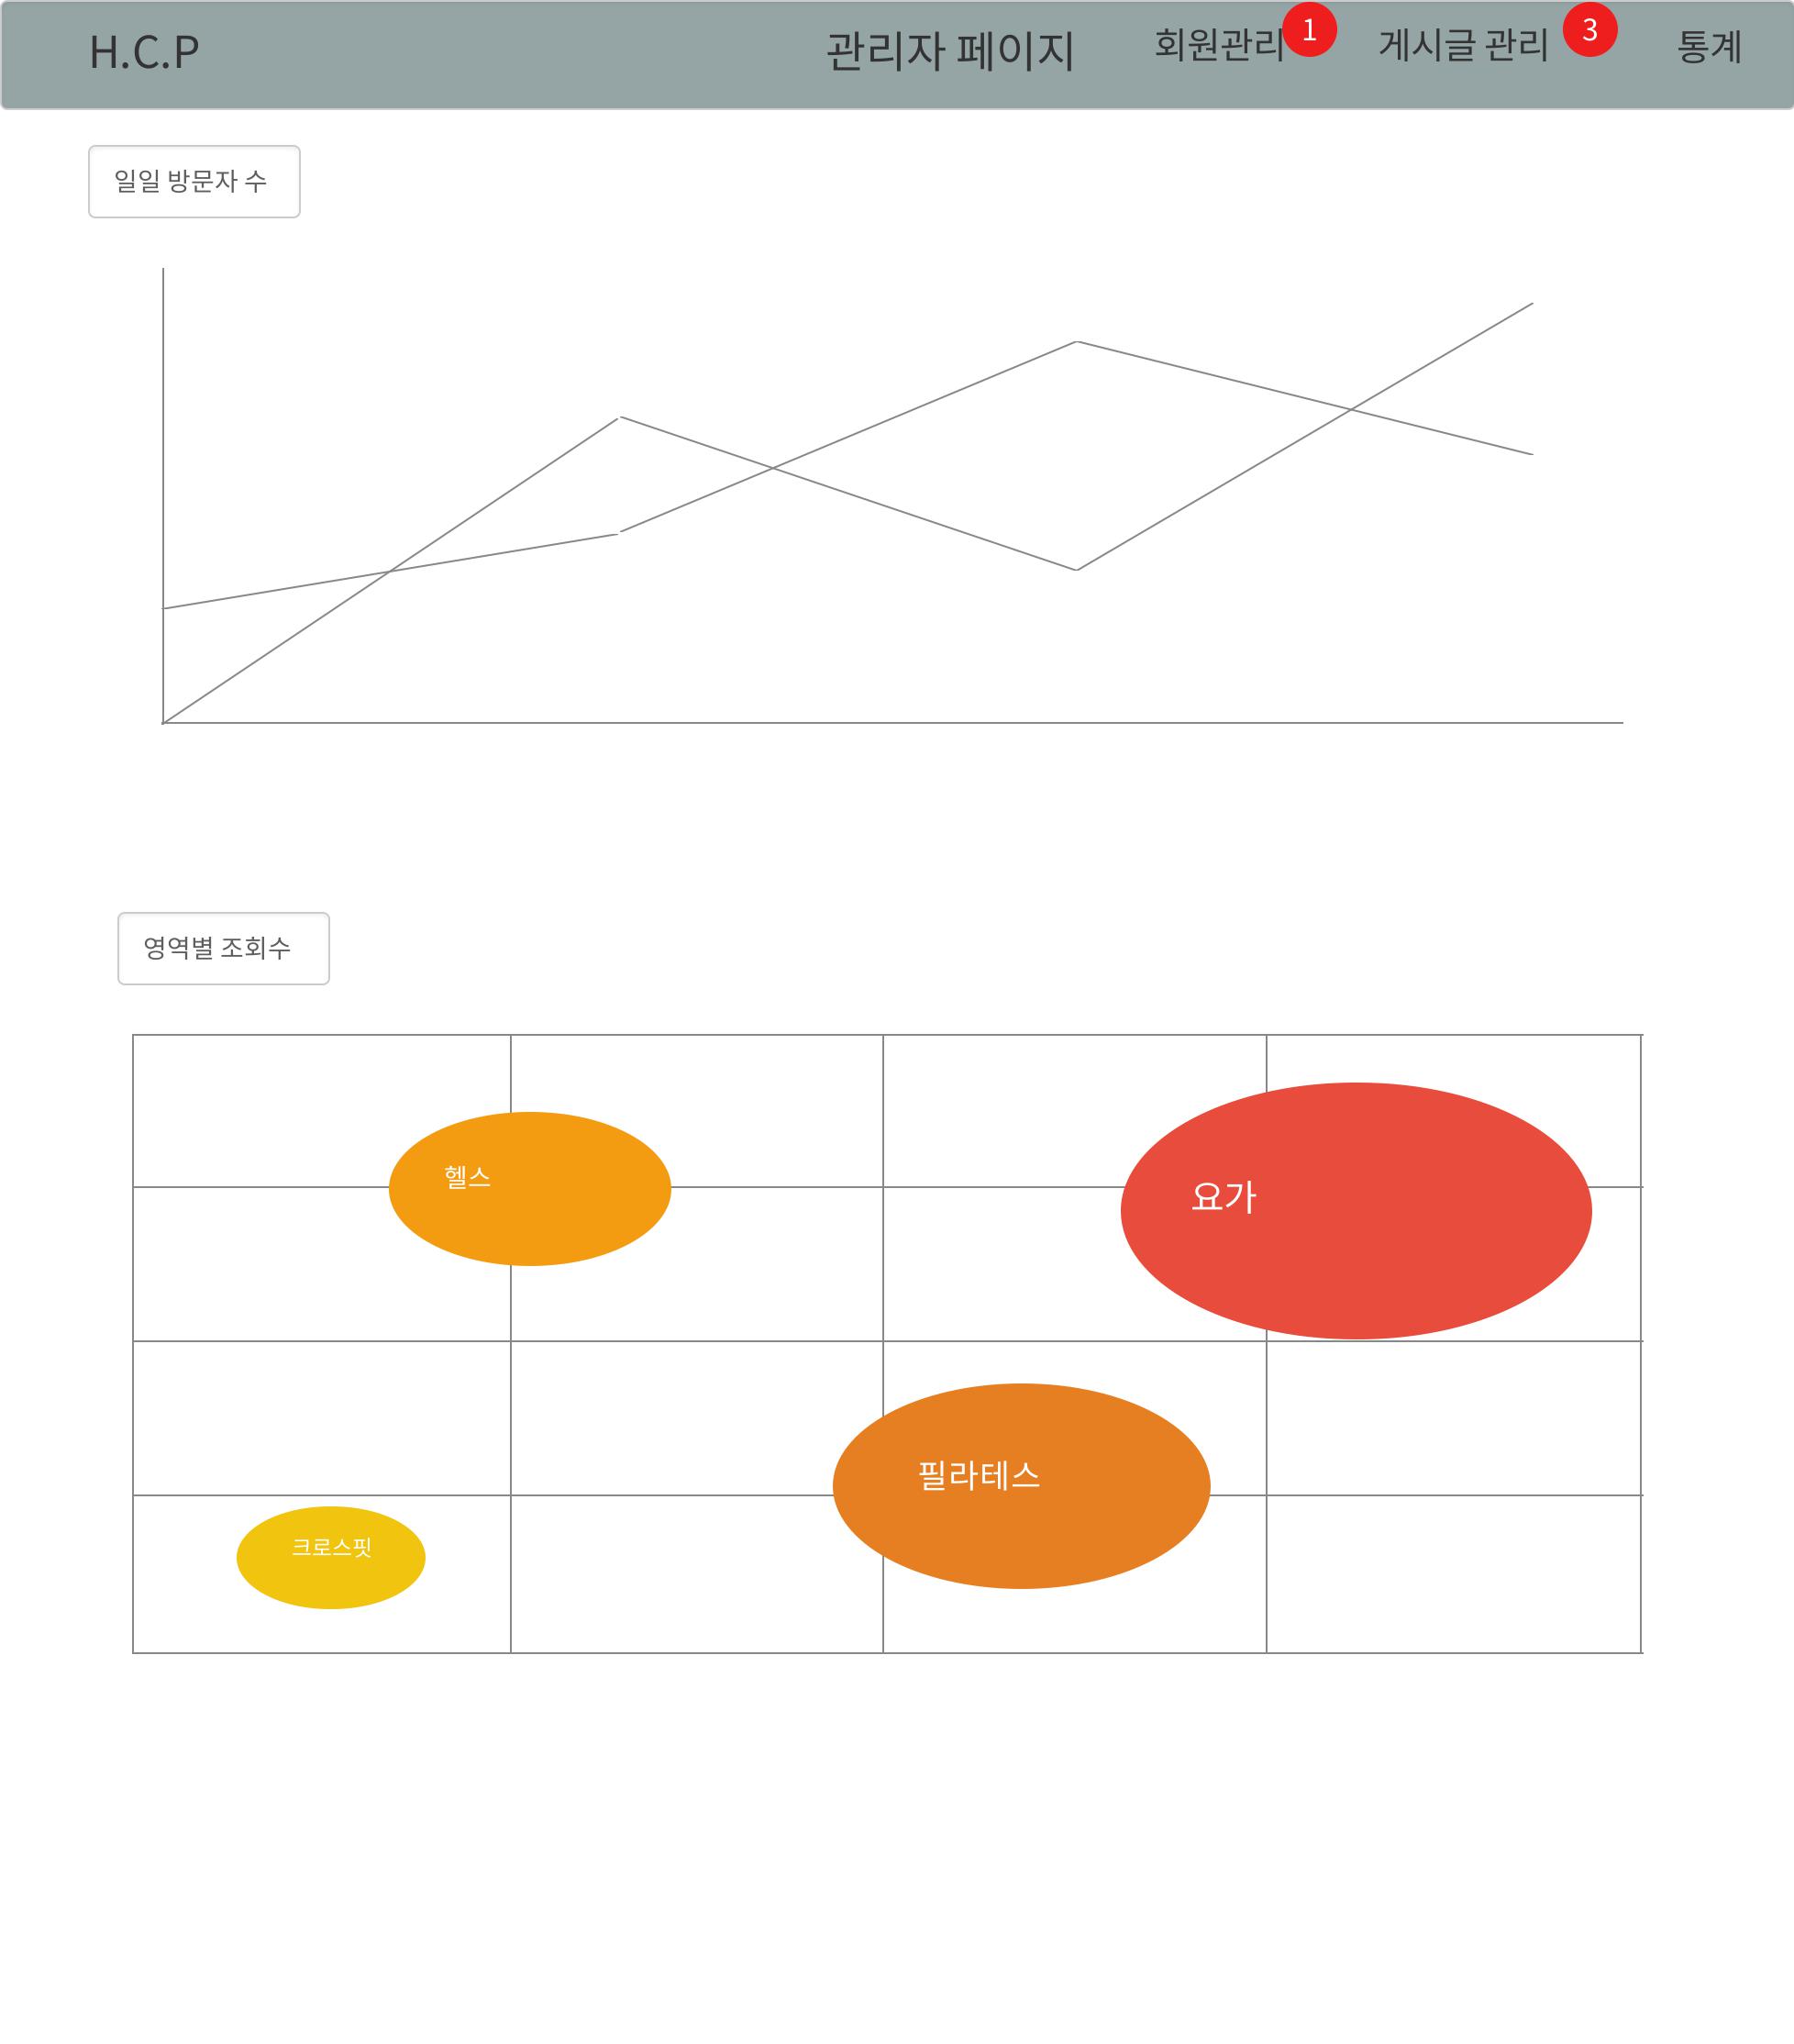 H.C.P 관리자 페이지 회원관리 1 게시글 관리 3 통계
일일 방문자 수
영역별 조회수
헬스
요가
필라테스
크로스핏